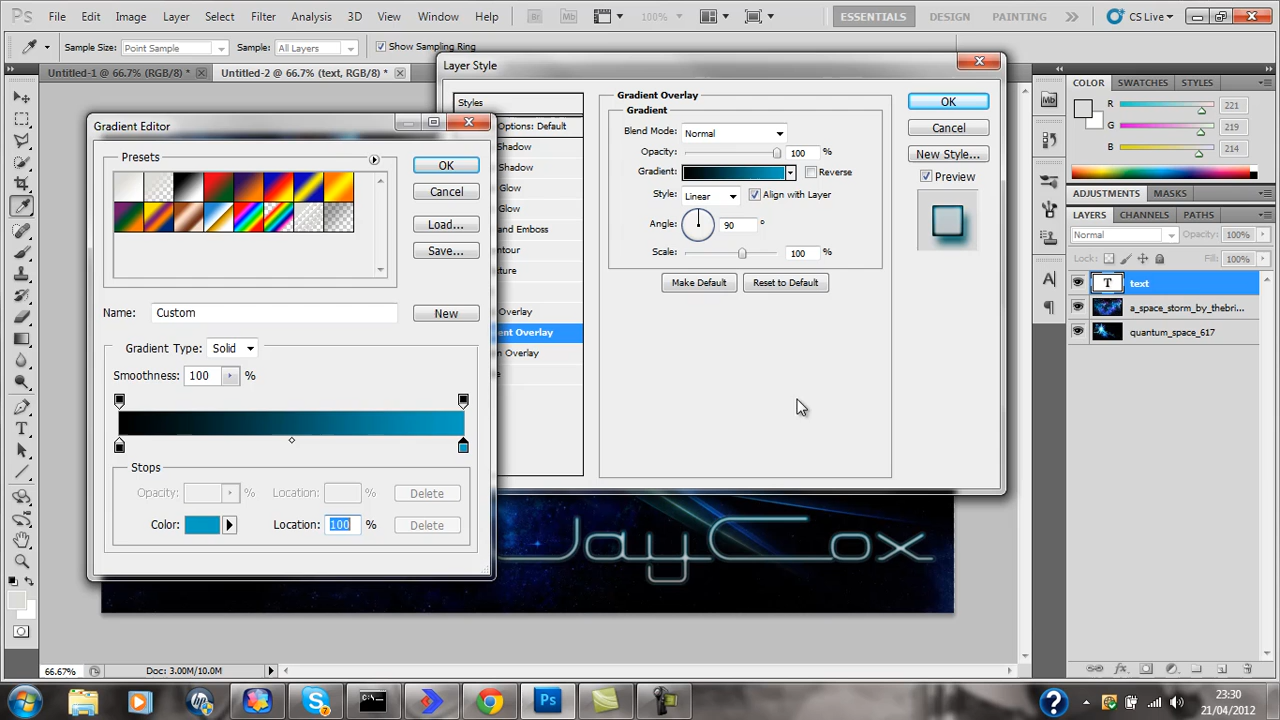 Ps File Edit Image Layer Select Filter Analysis 3D View Window Help Br Mb 100% ESSENTIALS DESIGN PAINTING CS Live
Sample Size: Point Sample Sample: All Layers Show Sampling Ring
Untitled-1 @ 66.7% (RGB/8) * Untitled-2 @ 66.7% (text, RGB/8) *
Layer Style
Styles
Options: Default
Shadow
Shadow
Glow
Glow
and Emboss
ontour
xture
Overlay
ent Overlay
n Overlay
e
Gradient Overlay
Gradient
Blend Mode: Normal
Opacity: 100 %
Gradient: Reverse
Style: Linear Align with Layer
Angle: 90 °
Scale: 100 %
Make Default Reset to Default
OK
Cancel
New Style...
Preview
Gradient Editor
Presets
OK
Cancel
Load...
Save...
Name: Custom New
Gradient Type: Solid
Smoothness: 100 %
Stops
Opacity: % Location: % Delete
Color: Location: 100 % Delete
JayCox
COLOR SWATCHES STYLES
R 221
G 219
B 214
ADJUSTMENTS MASKS
LAYERS CHANNELS PATHS
Normal Opacity: 100%
Lock: Fill: 100%
T text
a_space_storm_by_thebri...
quantum_space_617
66.67% Doc: 3.00M/10.0M
23:30
21/04/2012